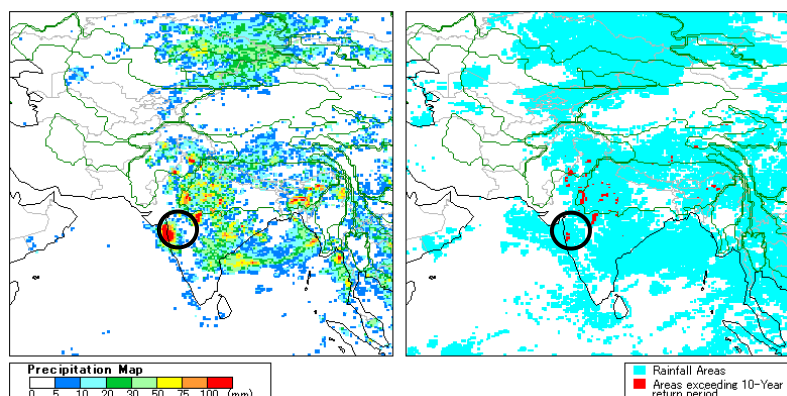 Precipitation Map
0 5 10 20 30 50 75 100 (mm)
Rainfall Areas
Areas exceeding 10-Year
return period